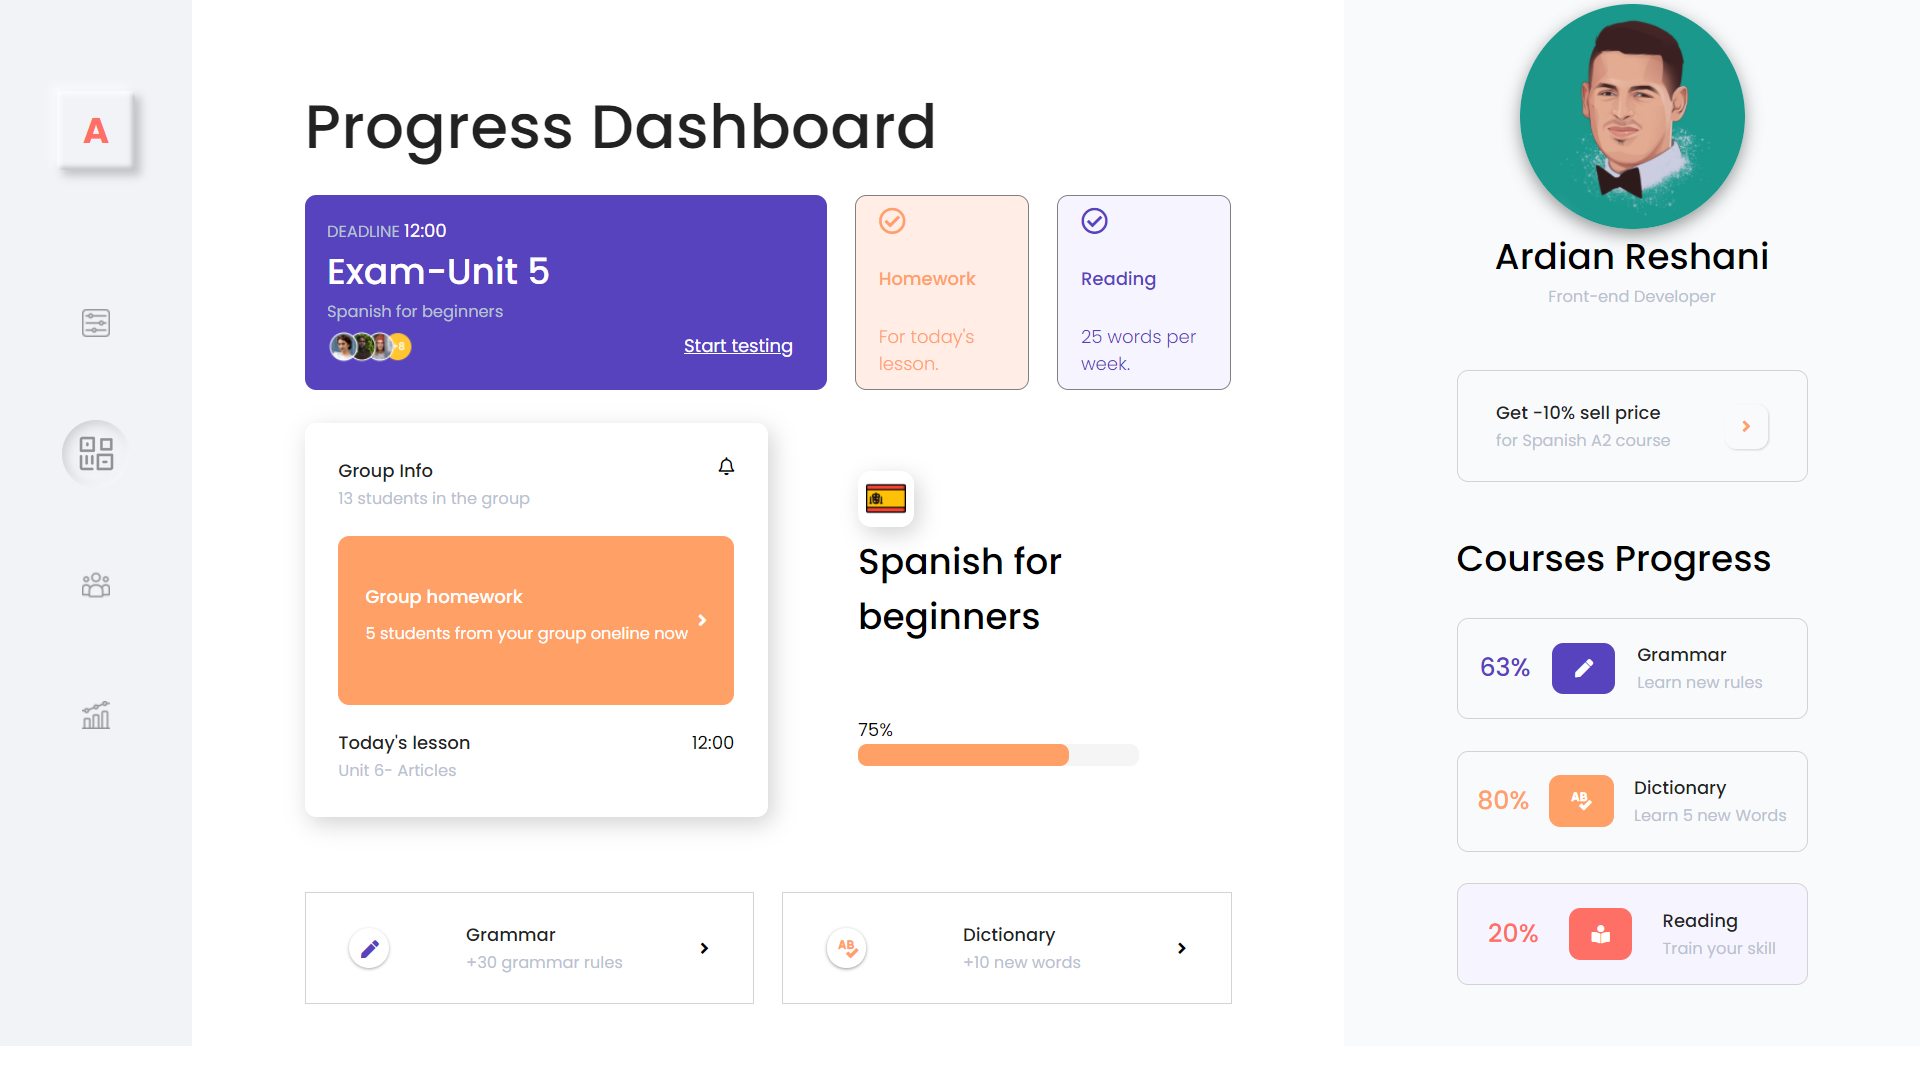 A
Progress Dashboard
DEADLINE 12:00
Exam-Unit 5
Spanish for beginners
+8
Start testing
Homework
For today's
lesson.
Reading
25 words per
week.
Group Info
13 students in the group
Group homework
5 students from your group oneline now
Today's lesson
12:00
Unit 6- Articles
Spanish for
beginners
75%
Grammar
+30 grammar rules
AB
Dictionary
+10 new words
Ardian Reshani
Front-end Developer
Get -10% sell price
for Spanish A2 course
Courses Progress
63%
Grammar
Learn new rules
80%
AB
Dictionary
Learn 5 new Words
20%
Reading
Train your skill